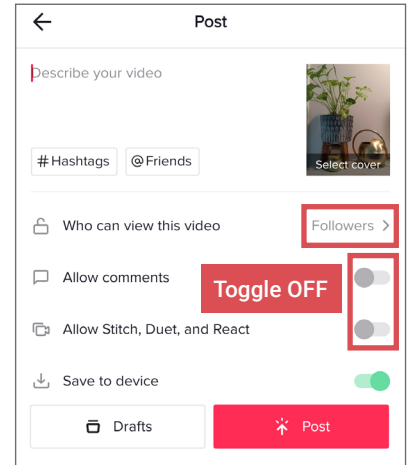 Post
Describe your video
#Hashtags @Friends
Select cover
Who can view this video Followers >
Allow comments
Toggle OFF
Allow Stitch, Duet, and React
Save to device
Drafts Post